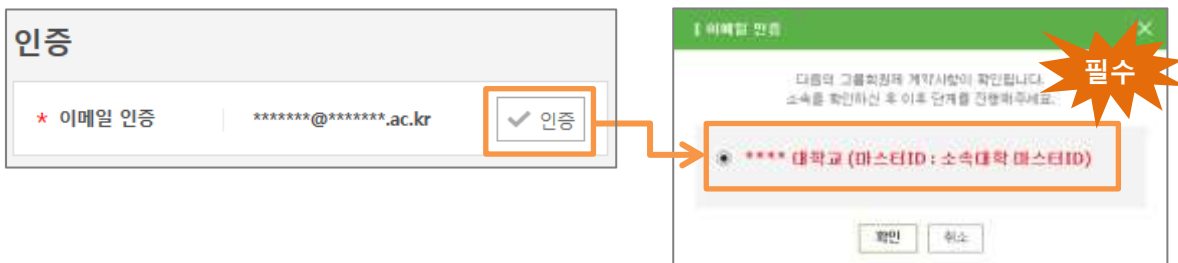 인증
* 이메일 인증
*******@*******.ac.kr
✔ 인증
이메일 인증
필수
다음의 그룹회원제 계약사항이 확인됩니다.
소속을 확인하신 후 이후 단계를 진행해주세요.
**** 대학교 (마스터ID : 소속대학 마스터ID)
확인
취소